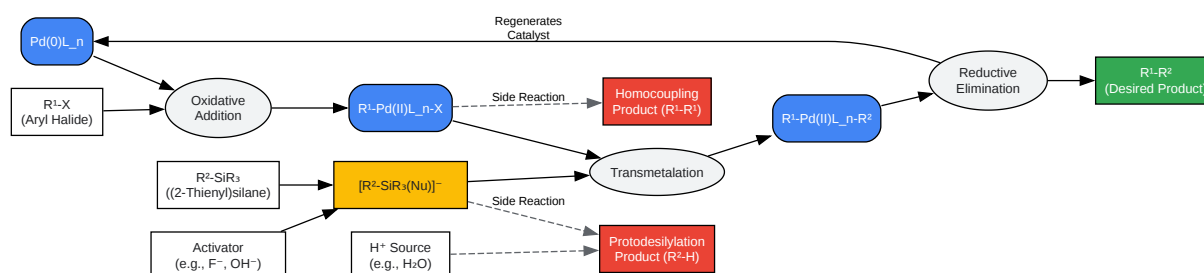 Regenerates
Catalyst
Pd(0)L_n
R¹-X
(Aryl Halide)
Oxidative
Addition
R¹-Pd(II)L_n-X
Side Reaction
Homocoupling
Product (R¹-R¹)
R¹-Pd(II)L_n-R²
Reductive
Elimination
R¹-R²
(Desired Product)
R²-SiR₃
((2-Thienyl)silane)
[R²-SiR₃(Nu)]⁻
Transmetalation
Side Reaction
Activator
(e.g., F⁻, OH⁻)
H⁺ Source
(e.g., H₂O)
Protodesilylation
Product (R²-H)